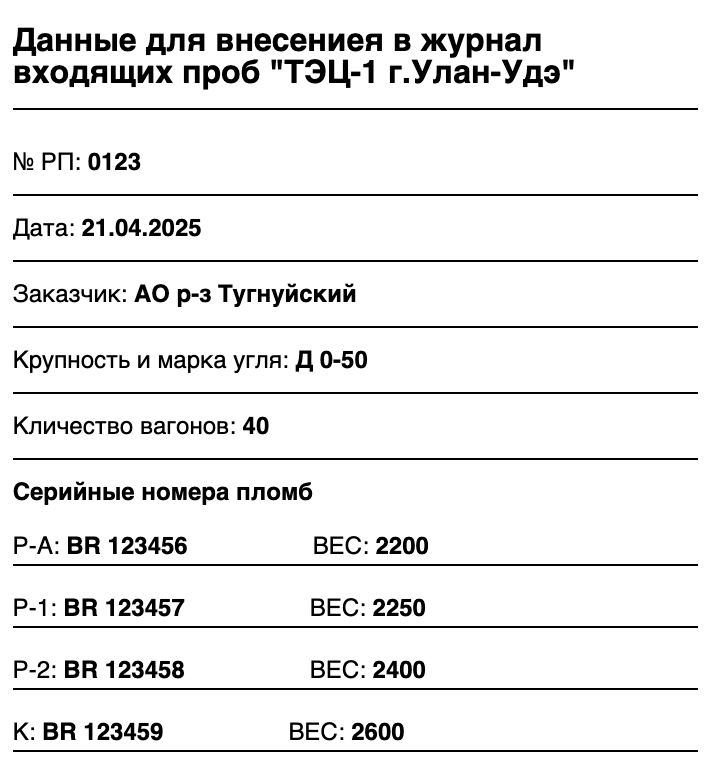 Данные для внесениея в журнал
входящих проб "ТЭЦ-1 г.Улан-Удэ"
№ РП: 0123
Дата: 21.04.2025
Заказчик: АО р-з Тугнуйский
Крупность и марка угля: Д 0-50
Кличество вагонов: 40
Серийные номера пломб
Р-А: BR 123456 ВЕС: 2200
Р-1: BR 123457 ВЕС: 2250
Р-2: BR 123458 ВЕС: 2400
К: BR 123459 ВЕС: 2600